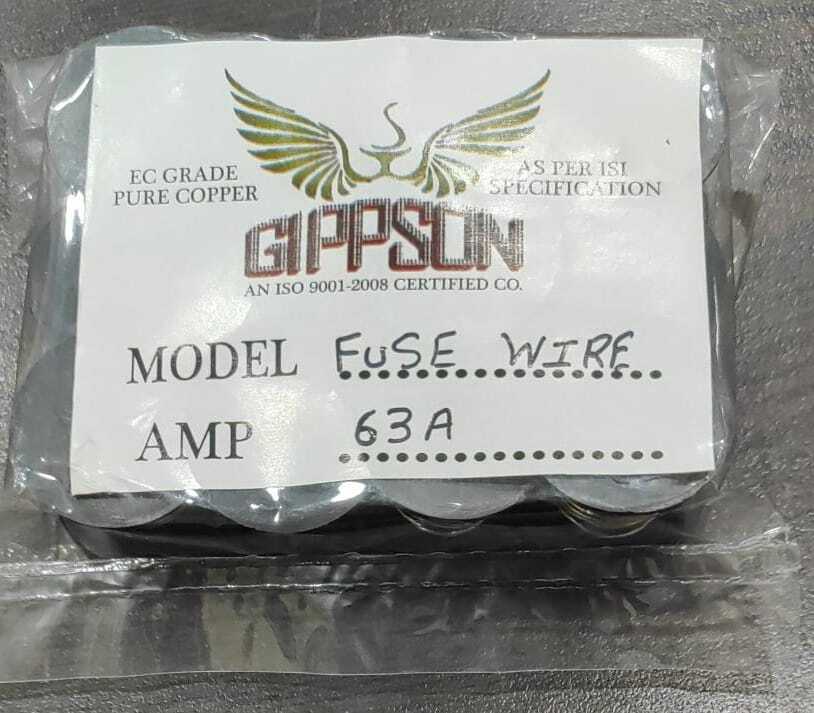 EC GRADE
PURE COPPER
AS PER ISI
SPECIFICATION
GIPPSON
AN ISO 9001-2008 CERTIFIED CO.
MODEL FUSE WIRE
AMP 63A